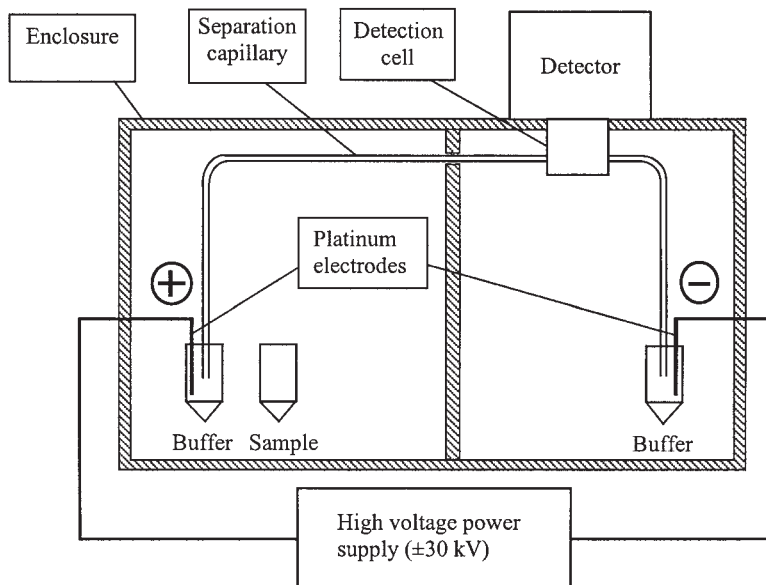 Enclosure
Separation
capillary
Detection
cell
Detector
Platinum
electrodes
+
−
Buffer
Sample
Buffer
High voltage power
supply (±30 kV)